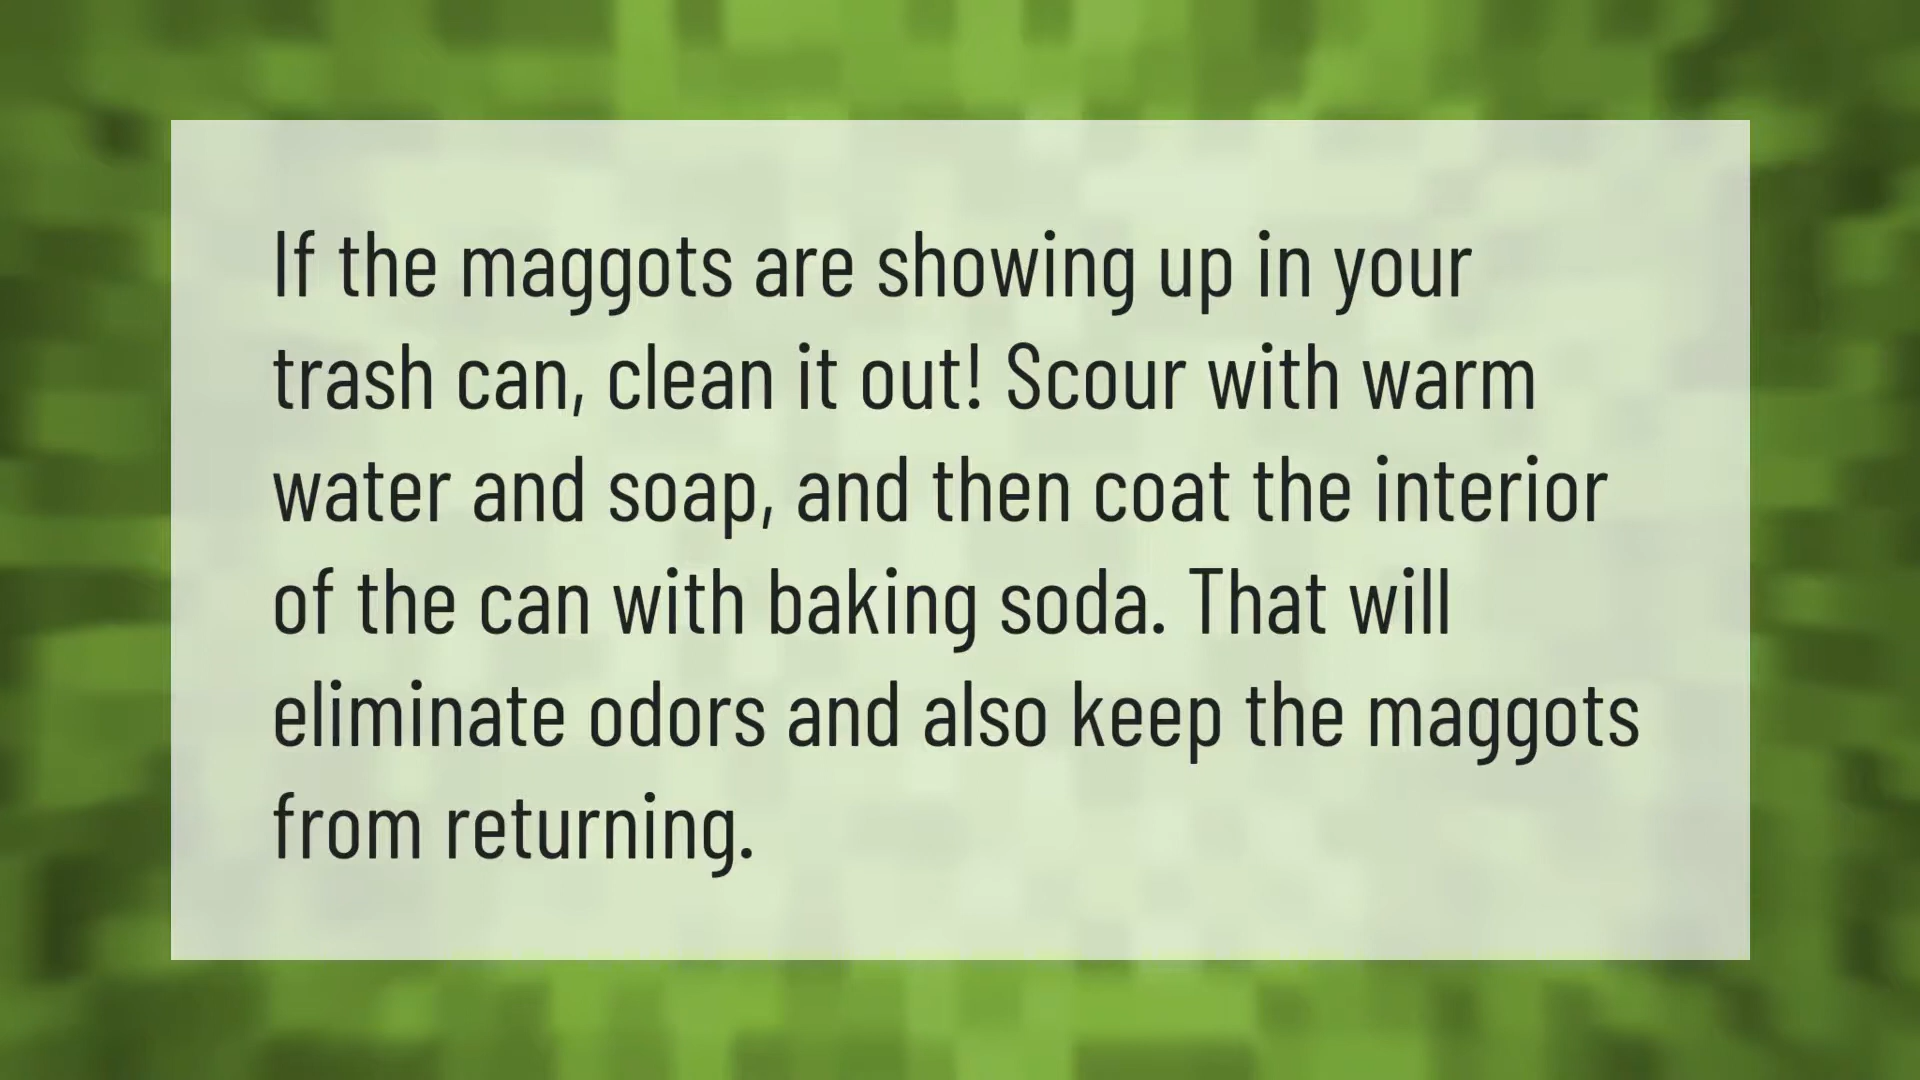 If the maggots are showing up in your
trash can, clean it out! Scour with warm
water and soap, and then coat the interior
of the can with baking soda. That will
eliminate odors and also keep the maggots
from returning.